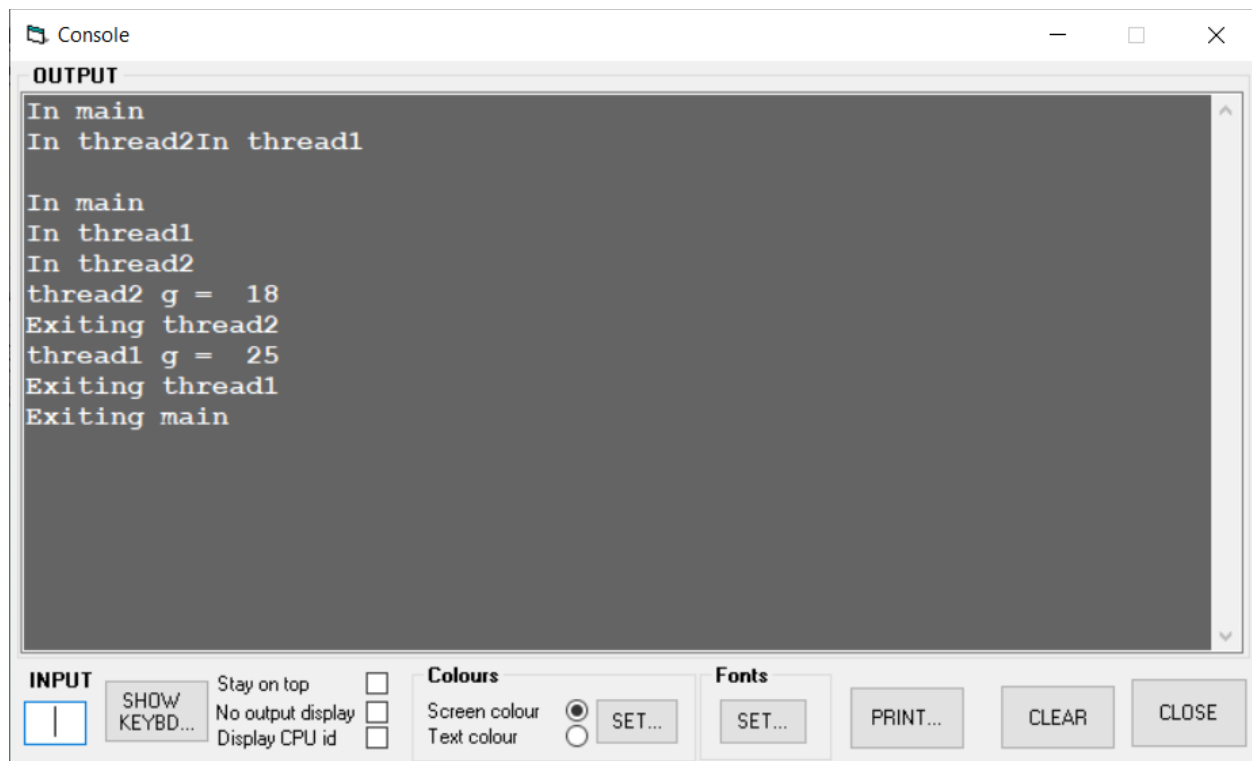 Console
OUTPUT
In main
In thread2In thread1
In main
In thread1
In thread2
thread2 g =  18
Exiting thread2
thread1 g =  25
Exiting thread1
Exiting main
INPUT
SHOW
KEYBD...
Stay on top
No output display
Display CPU id
Colours
Screen colour
Text colour
SET...
Fonts
SET...
PRINT...
CLEAR
CLOSE